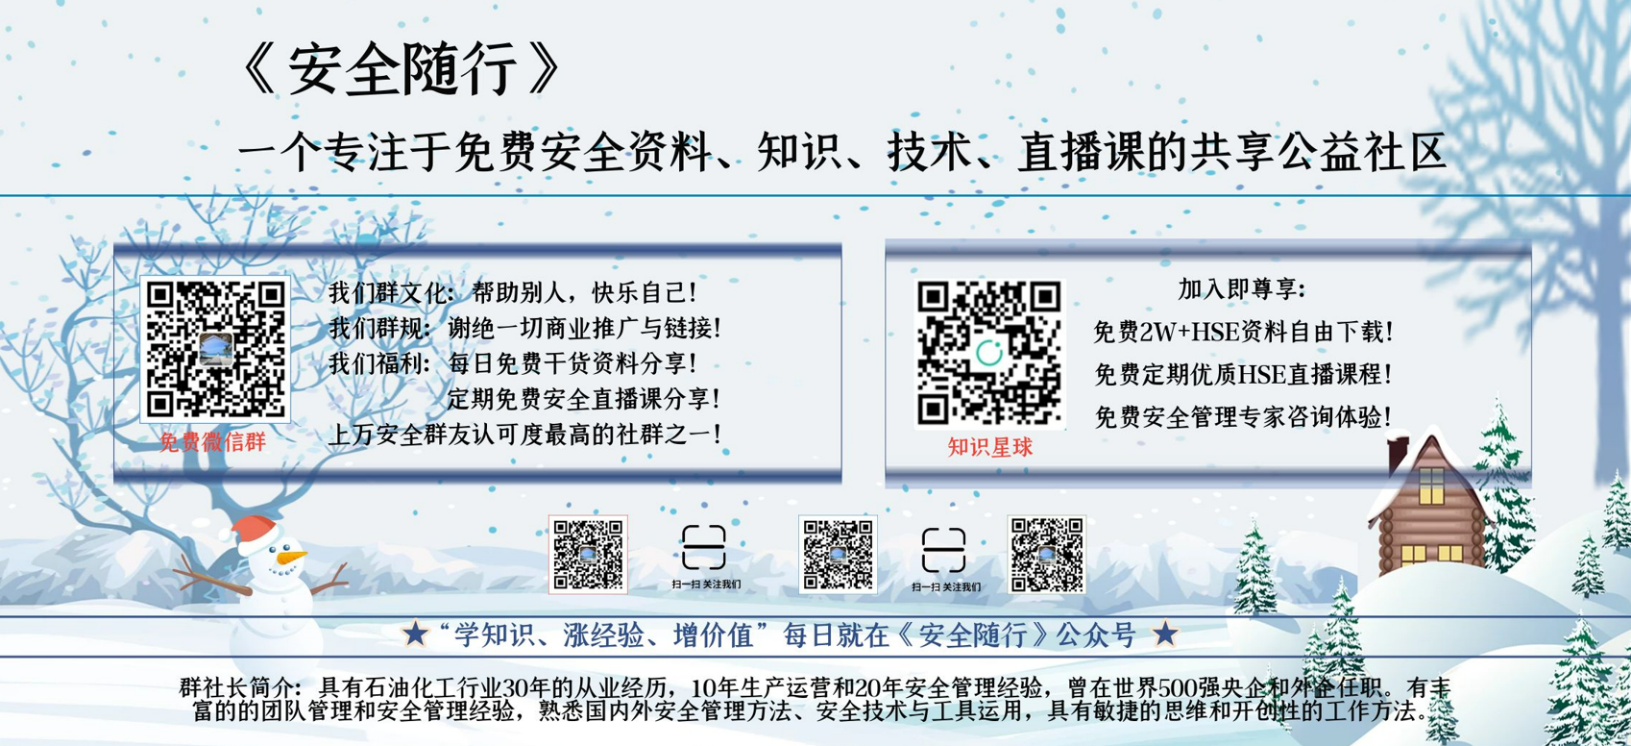 《安全随行》
一个专注于免费安全资料、知识、技术、直播课的共享公益社区
我们群文化：帮助别人，快乐自己！
我们群规：谢绝一切商业推广与链接！
我们福利：每日免费干货资料分享！
定期免费安全直播课分享！
上万安全群友认可度最高的社群之一！
免费微信群
加入即尊享：
免费2W+HSE资料自由下载！
免费定期优质HSE直播课程！
免费安全管理专家咨询体验！
知识星球
扫一扫 关注我们
扫一扫 关注我们
★“学知识、涨经验、增价值”每日就在《安全随行》公众号★
群社长简介：具有石油化工行业30年的从业经历，10年生产运营和20年安全管理经验，曾在世界500强央企和外企任职。有丰
富的的团队管理和安全管理经验，熟悉国内外安全管理方法、安全技术与工具运用，具有敏捷的思维和开创性的工作方法。